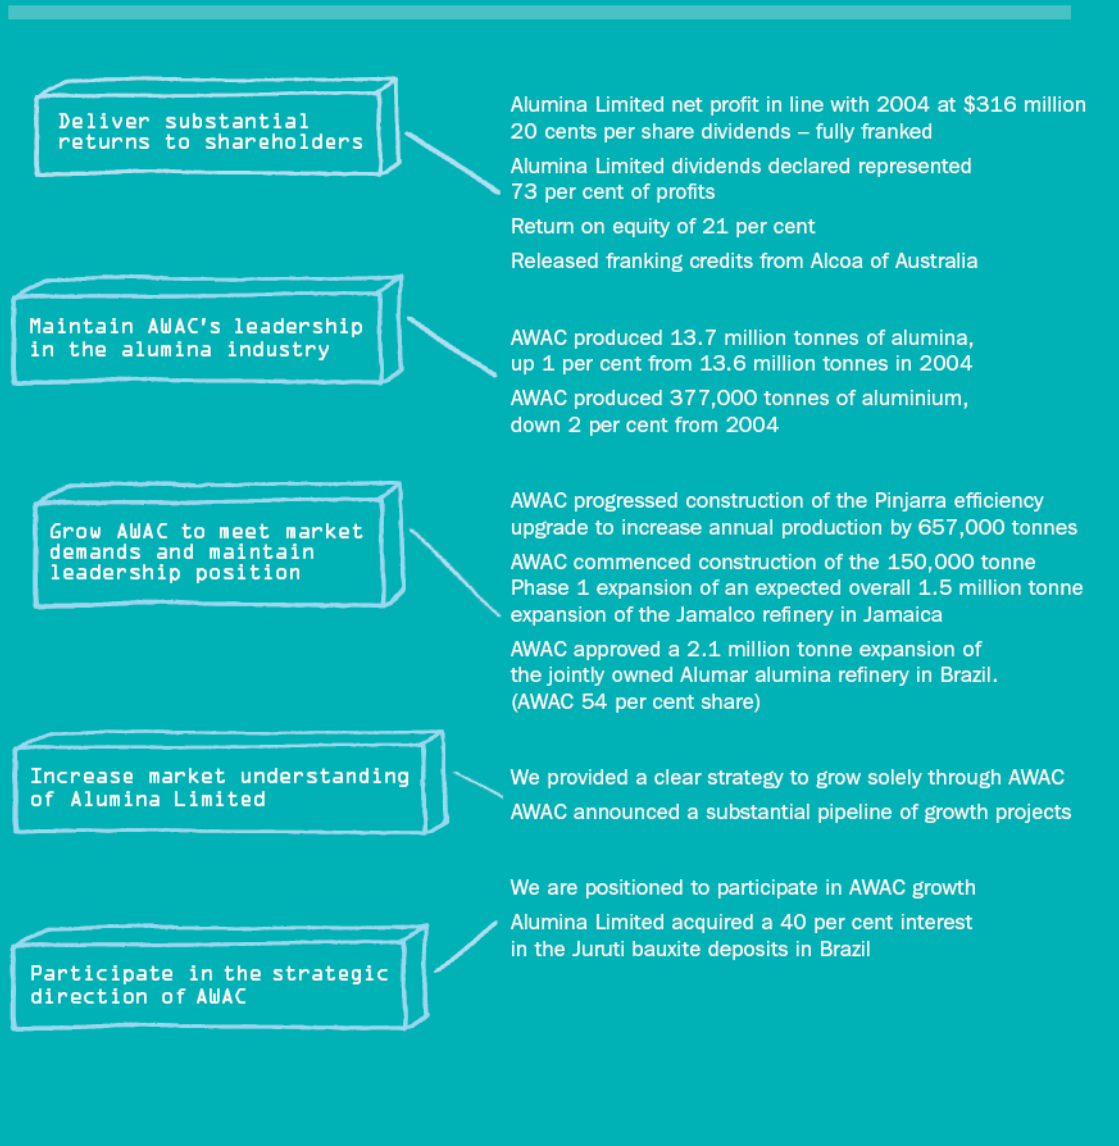 Deliver substantial
returns to shareholders
Alumina Limited net profit in line with 2004 at $316 million
20 cents per share dividends – fully franked
Alumina Limited dividends declared represented
73 per cent of profits
Return on equity of 21 per cent
Released franking credits from Alcoa of Australia
Maintain AWAC's leadership
in the alumina industry
AWAC produced 13.7 million tonnes of alumina,
up 1 per cent from 13.6 million tonnes in 2004
AWAC produced 377,000 tonnes of aluminium,
down 2 per cent from 2004
Grow AWAC to meet market
demands and maintain
leadership position
AWAC progressed construction of the Pinjarra efficiency
upgrade to increase annual production by 657,000 tonnes
AWAC commenced construction of the 150,000 tonne
Phase 1 expansion of an expected overall 1.5 million tonne
expansion of the Jamalco refinery in Jamaica
AWAC approved a 2.1 million tonne expansion of
the jointly owned Alumar alumina refinery in Brazil.
(AWAC 54 per cent share)
Increase market understanding
of Alumina Limited
We provided a clear strategy to grow solely through AWAC
AWAC announced a substantial pipeline of growth projects
Participate in the strategic
direction of AWAC
We are positioned to participate in AWAC growth
Alumina Limited acquired a 40 per cent interest
in the Juruti bauxite deposits in Brazil